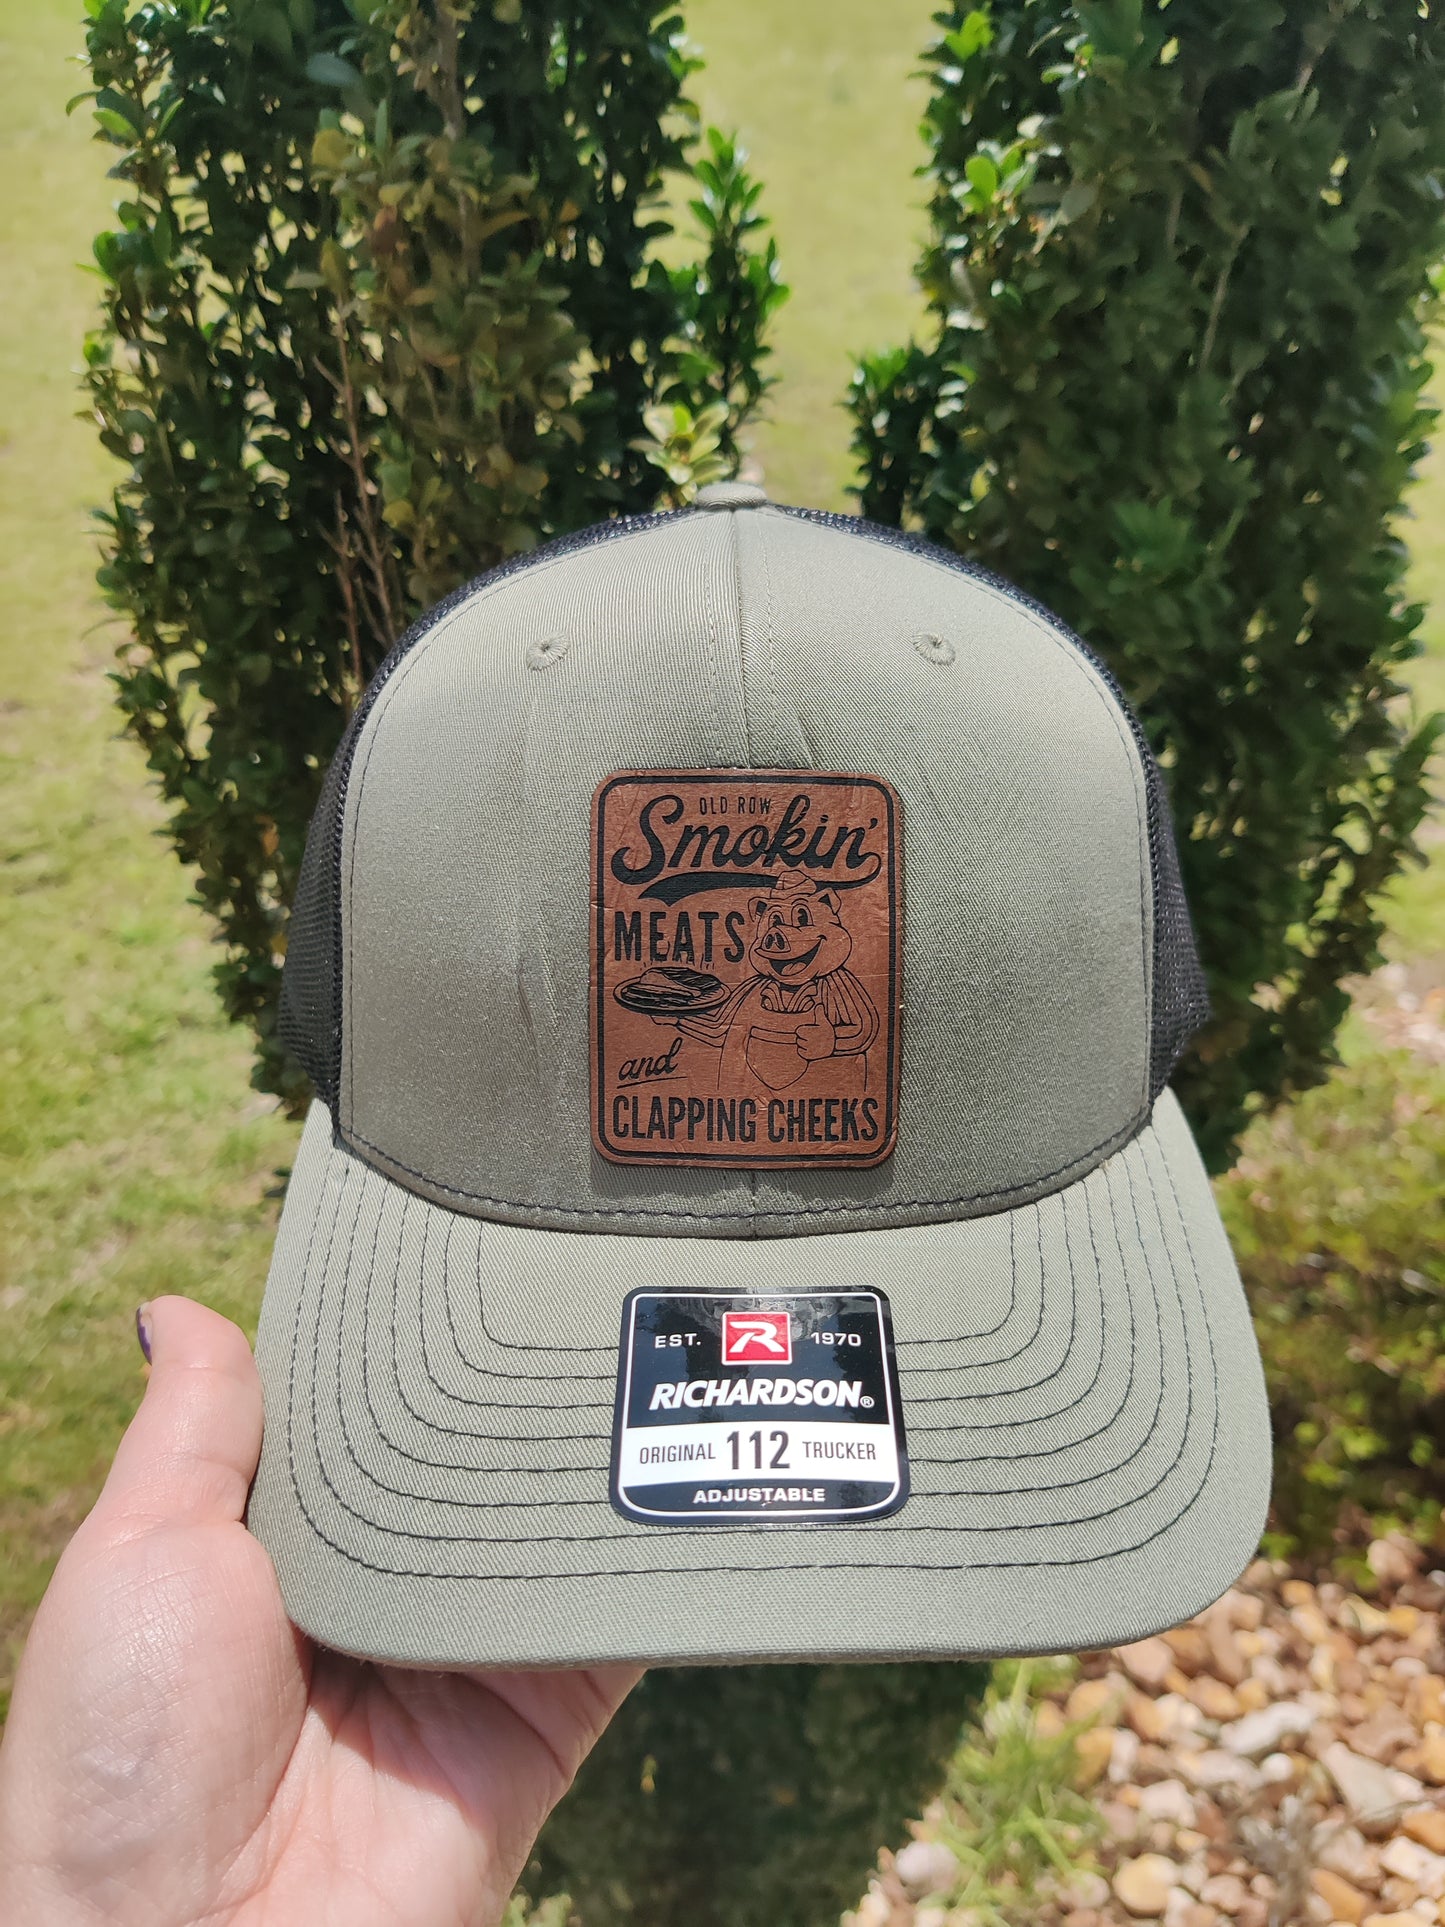 OLD ROW
Smokin'
MEATS
and
CLAPPING CHEEKS
EST. R 1970
RICHARDSON®
ORIGINAL 112 TRUCKER
ADJUSTABLE